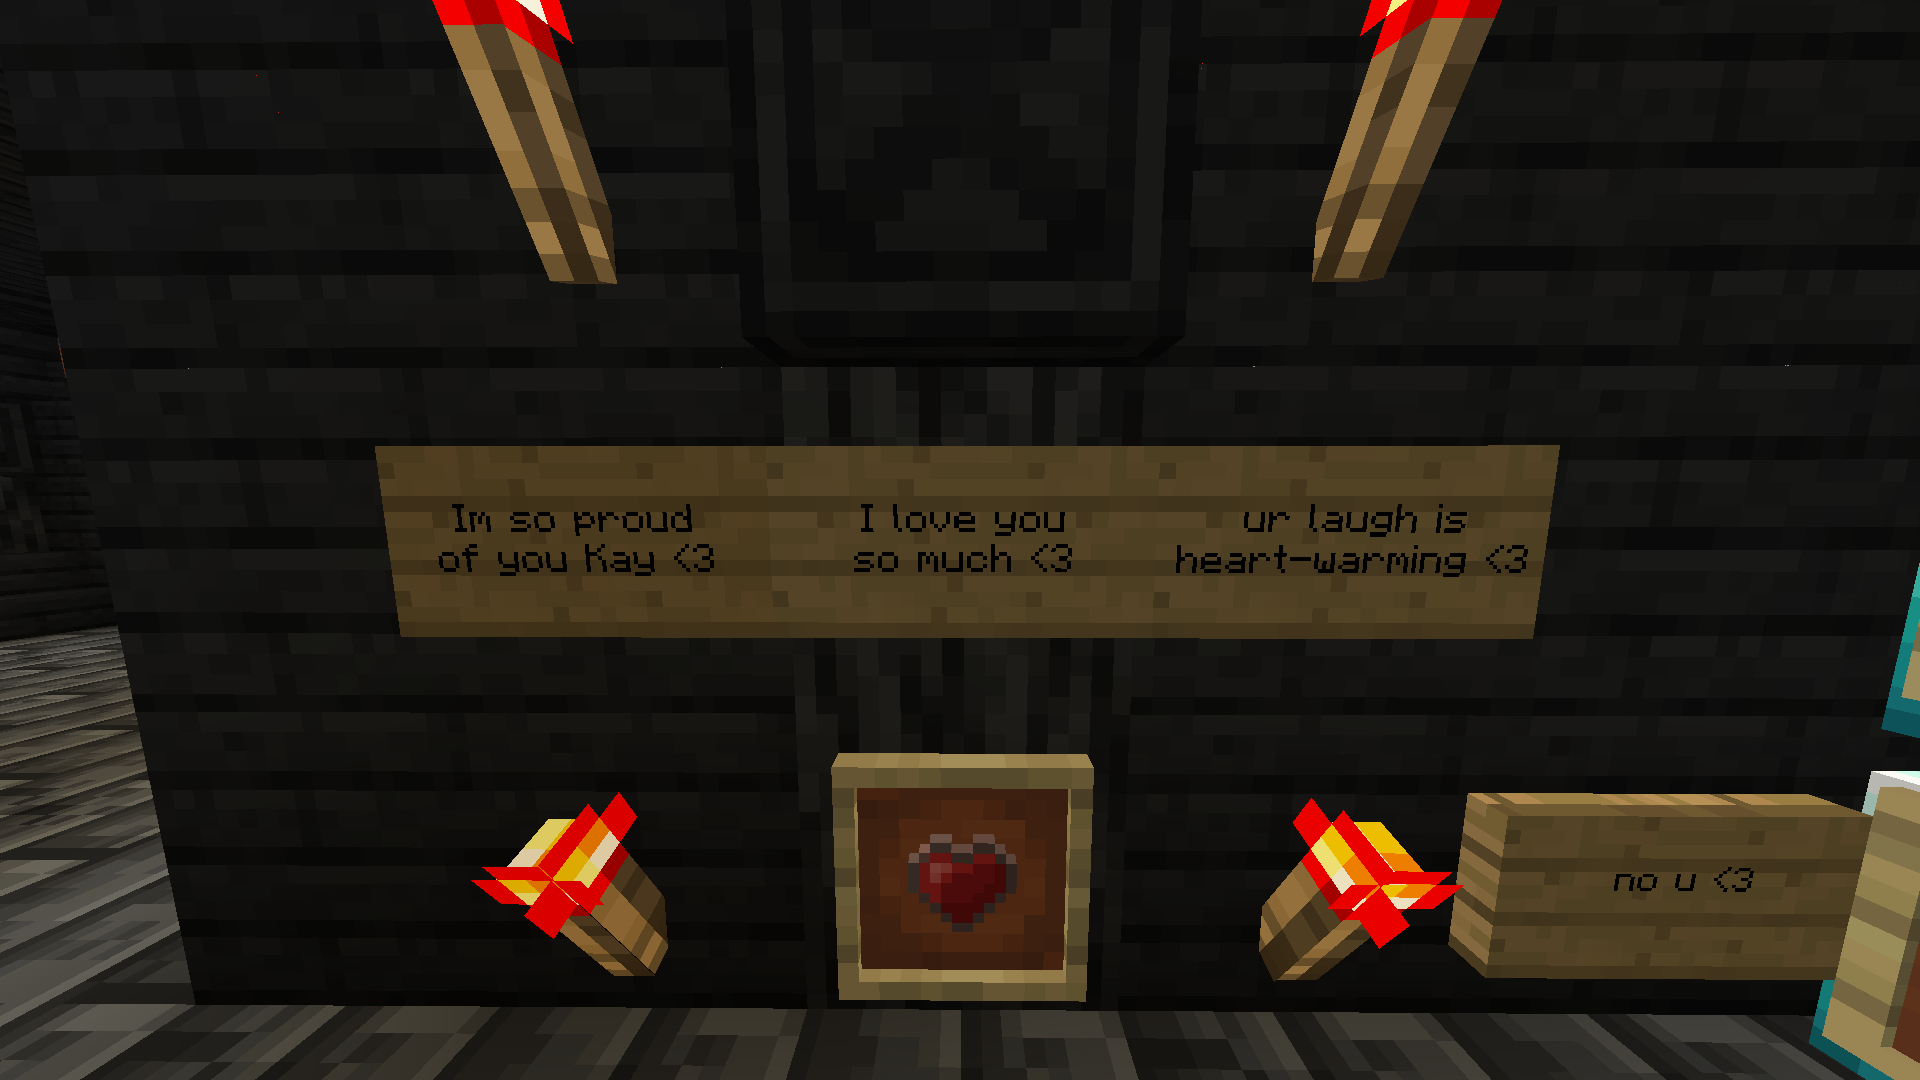 Im so proud
of you Kay <3
I love you
so much <3
ur laugh is
heart-warming <3
no u <3